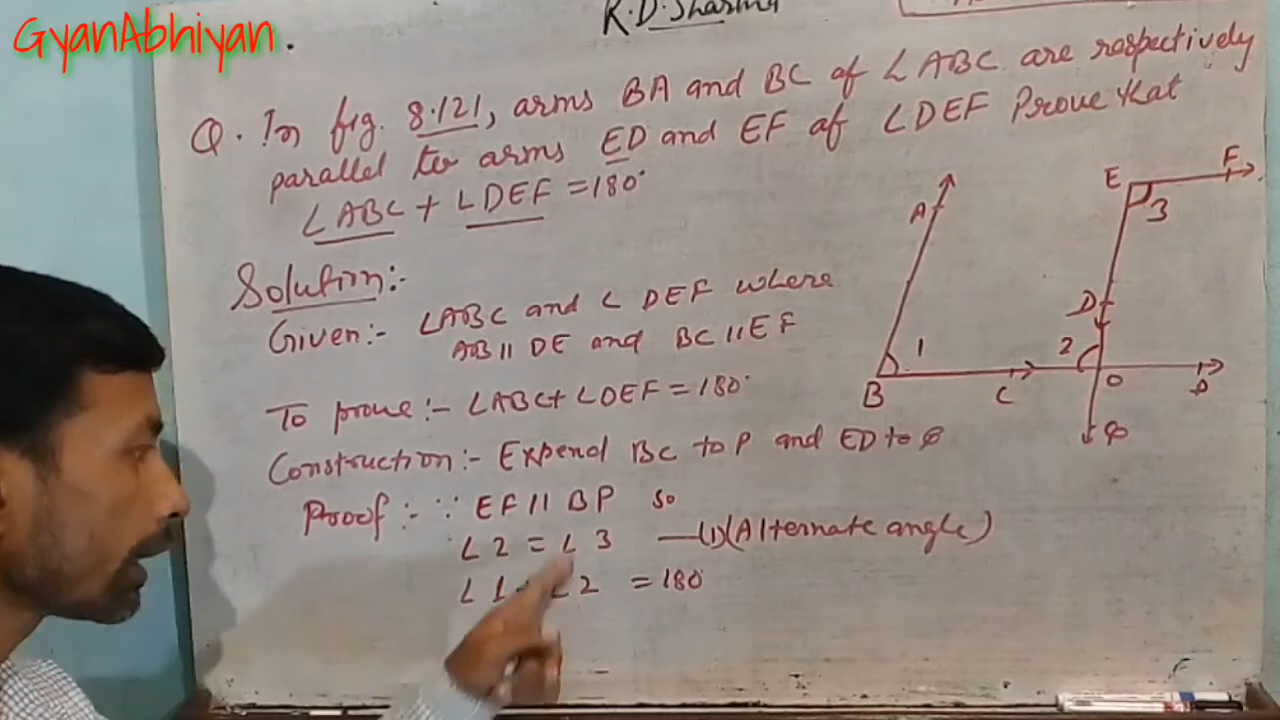 R.D.Sharma
GyanAbhiyan.
Q. In fig. 8.121, arms BA and BC of ∠ABC are respectively
parallel to arms ED and EF of ∠DEF Prove that
∠ABC + ∠DEF = 180°
Solution:-
Given:- ∠ABC and ∠ DEF where
AB || DE and BC || EF
To prove:- ∠ABC + ∠DEF = 180°
Construction:- Expend BC to P and ED to Q
Proof:- ∵ EF || BP so
∠ 2 = ∠ 3 —(1)(Alternate angle)
∠ 1 + ∠ 2 = 180
E F
A 3
D
1 2
B C O P
Q